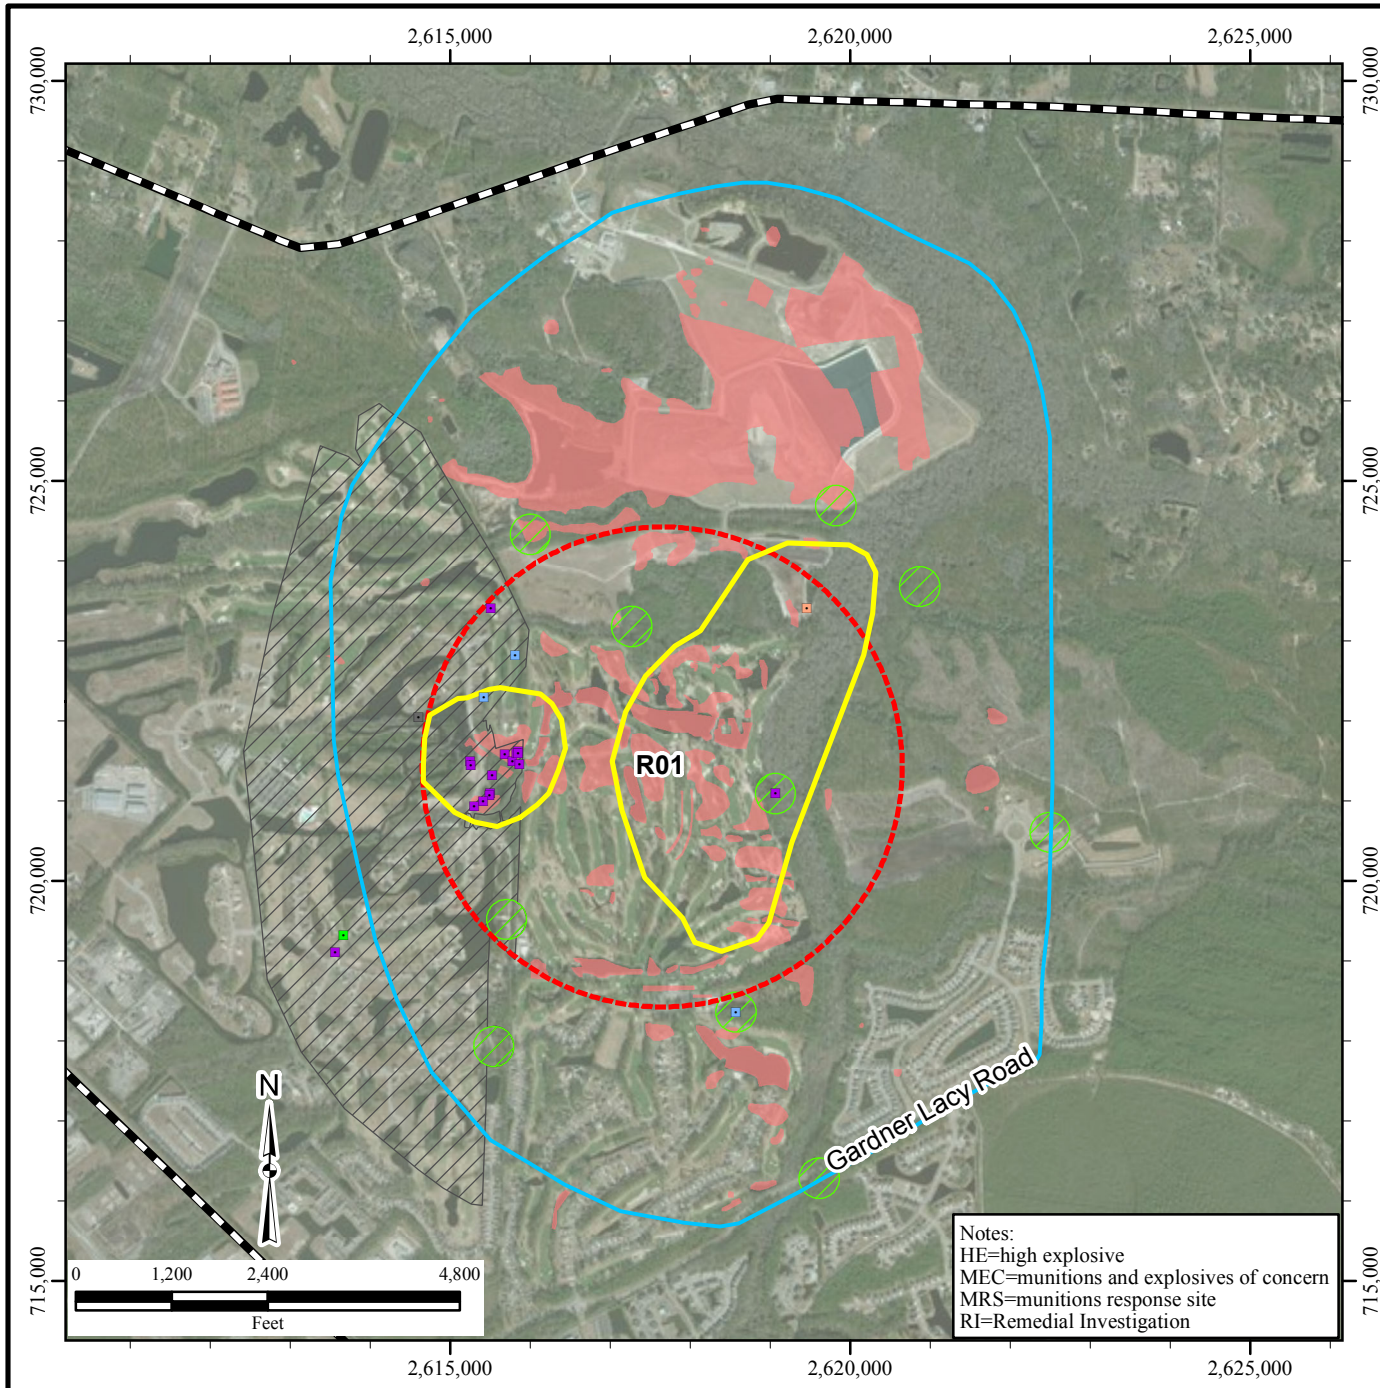 2,615,000
2,620,000
2,625,000
730,000
730,000
725,000
725,000
R01
720,000
720,000
Gardner Lacy Road
N
0
1,200
2,400
4,800
Feet
Notes:
HE=high explosive
MEC=munitions and explosives of concern
MRS=munitions response site
RI=Remedial Investigation
715,000
715,000
2,615,000
2,620,000
2,625,000